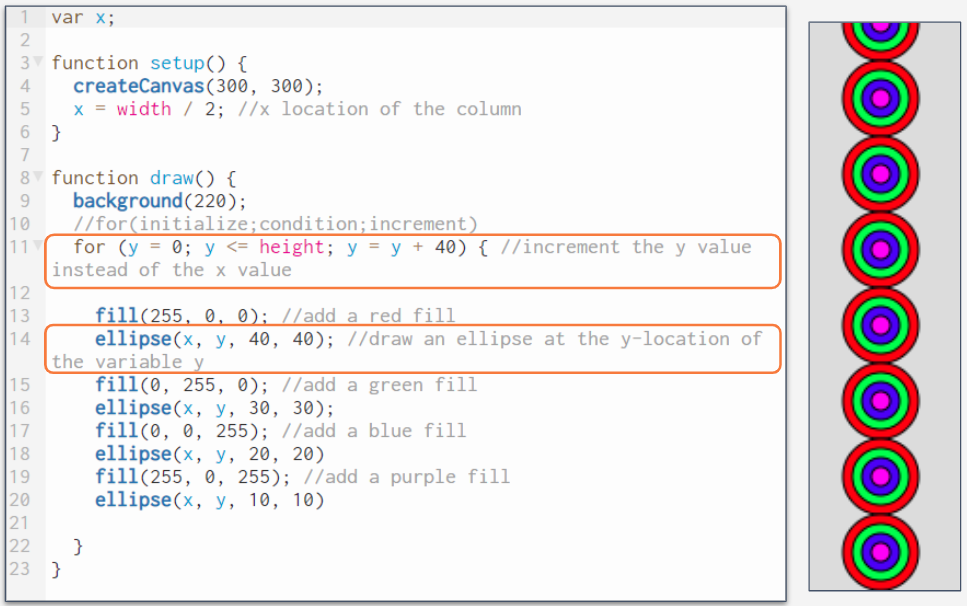 1 var x;
2
3 function setup() {
4 createCanvas(300, 300);
5 x = width / 2; //x location of the column
6 }
7
8 function draw() {
9 background(220);
10 //for(initialize;condition;increment)
11 for (y = 0; y <= height; y = y + 40) { //increment the y value
instead of the x value
12
13 fill(255, 0, 0); //add a red fill
14 ellipse(x, y, 40, 40); //draw an ellipse at the y-location of
the variable y
15 fill(0, 255, 0); //add a green fill
16 ellipse(x, y, 30, 30);
17 fill(0, 0, 255); //add a blue fill
18 ellipse(x, y, 20, 20)
19 fill(255, 0, 255); //add a purple fill
20 ellipse(x, y, 10, 10)
21
22 }
23 }